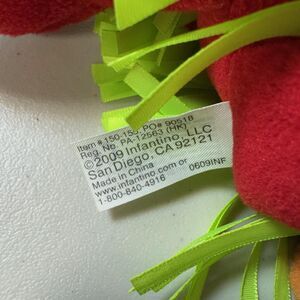 Item # 150-155 PO# 90518
Reg. No PA-12563 (HK)
©2009 Infantino, LLC
San Diego, CA 92121
Made in China
www.infantino.com or
1-800-840-4916 0609INF